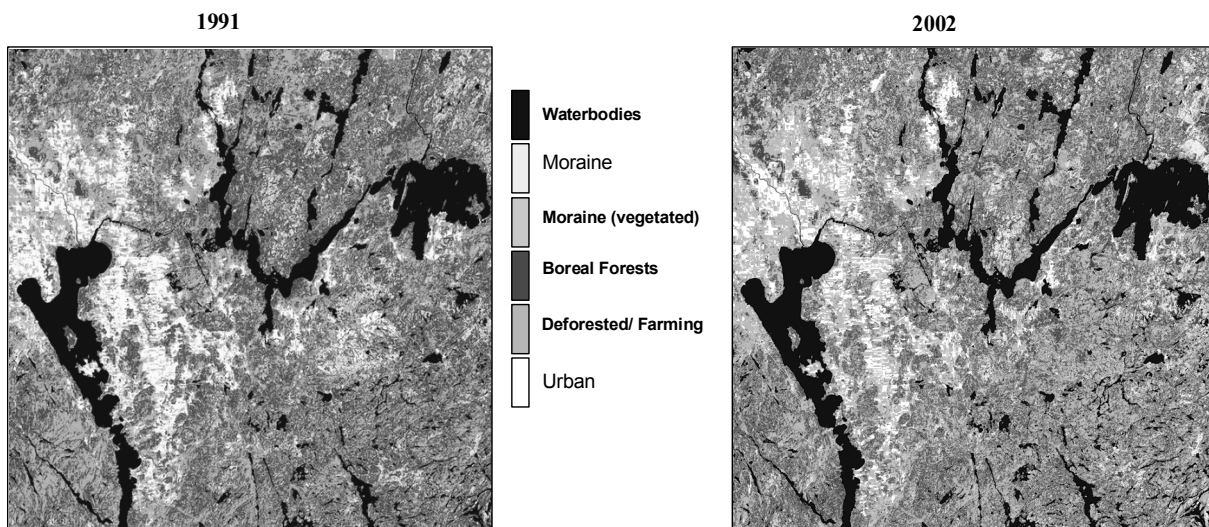 1991
2002
Waterbodies
Moraine
Moraine (vegetated)
Boreal Forests
Deforested/ Farming
Urban